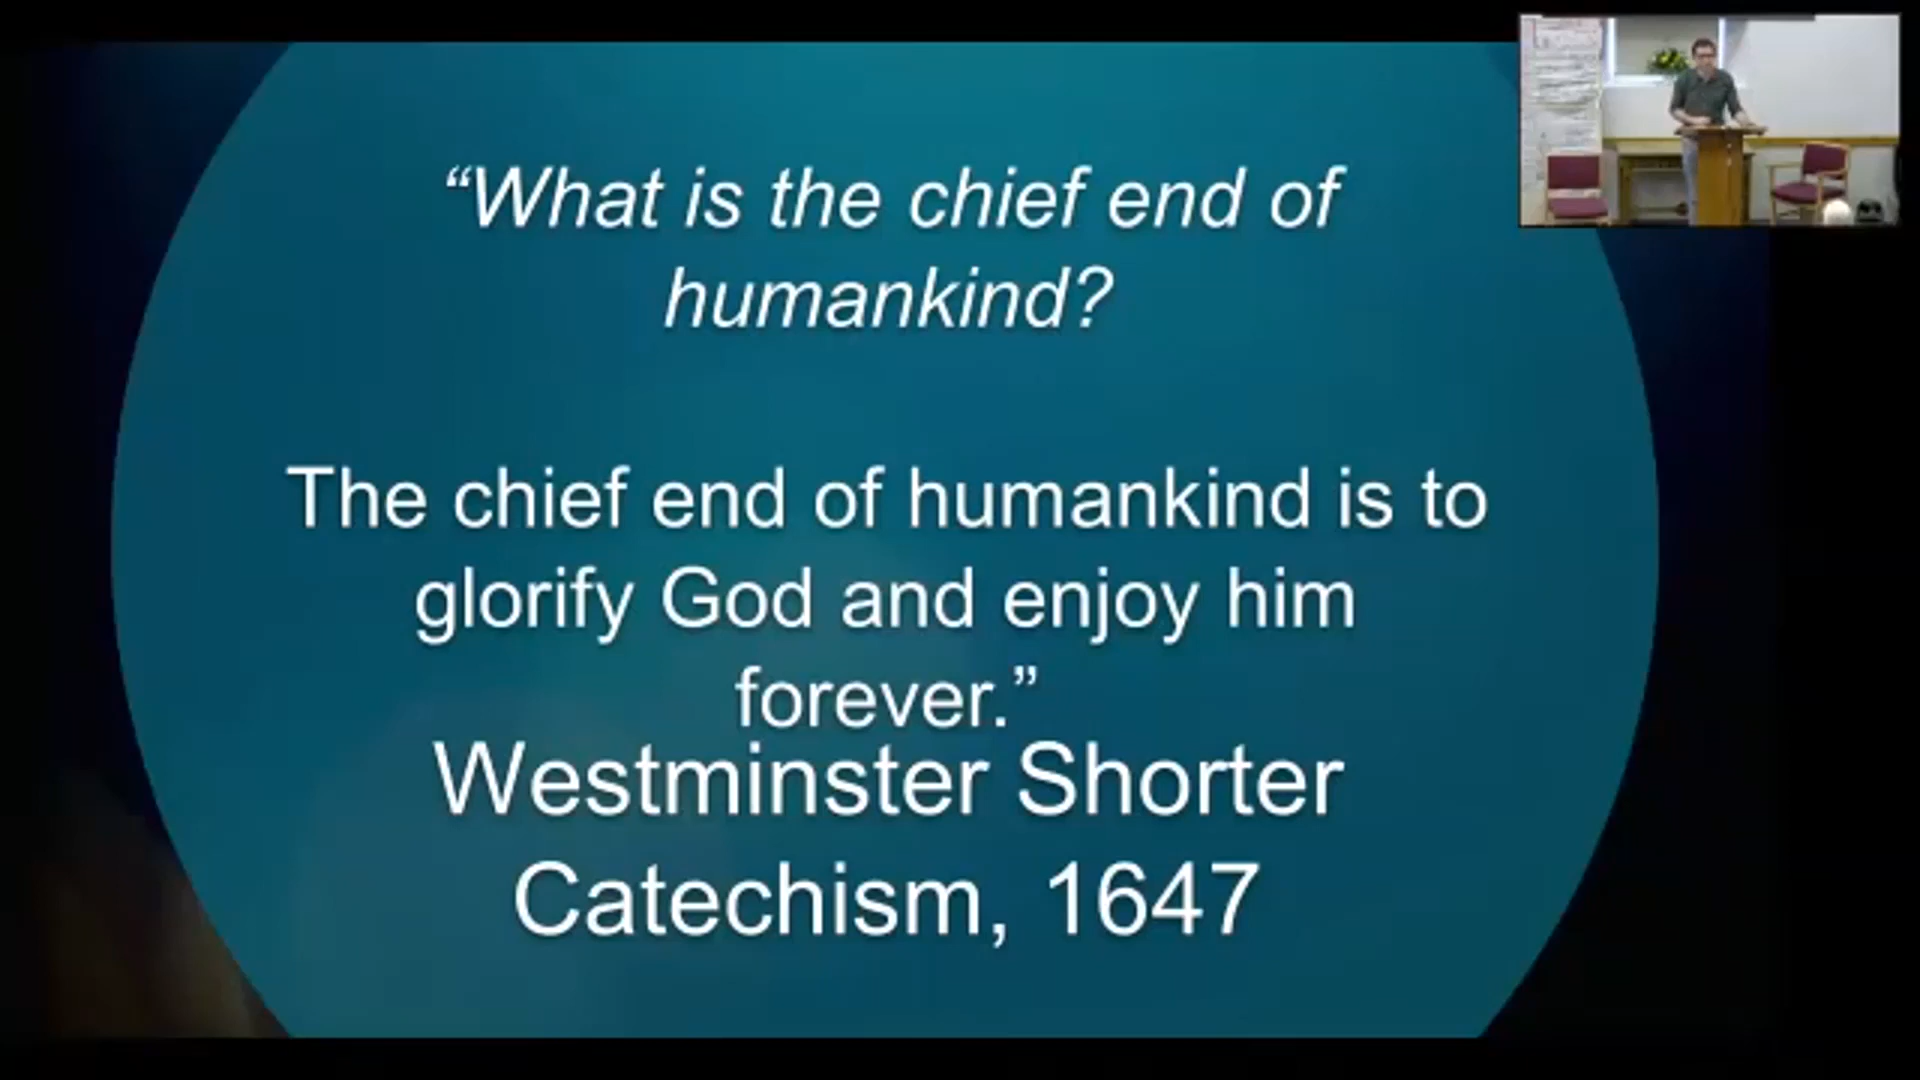 “What is the chief end of
humankind?
The chief end of humankind is to
glorify God and enjoy him
forever.”
Westminster Shorter
Catechism, 1647